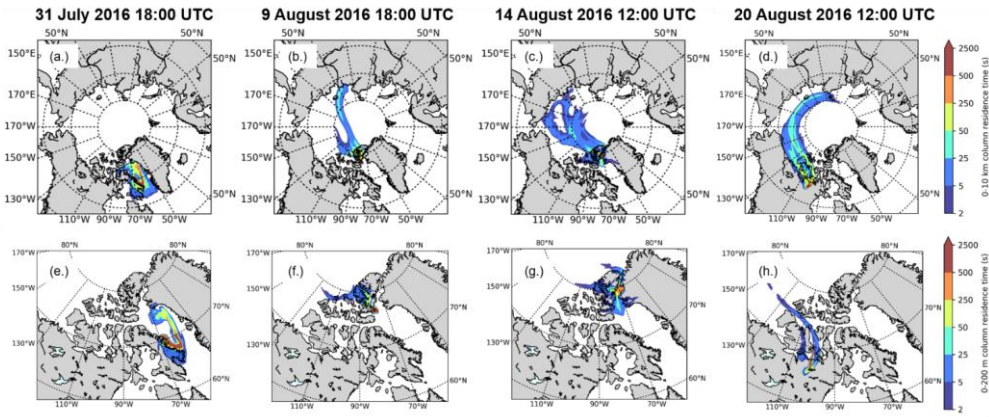 31 July 2016 18:00 UTC 9 August 2016 18:00 UTC 14 August 2016 12:00 UTC 20 August 2016 12:00 UTC
50°N 50°N 50°N 50°N 50°N 50°N 50°N 50°N
(a.) (b.) (c.) (d.)
150°E 150°E 150°E 150°E
50°N 50°N 50°N 50°N
170°E 170°E 170°E 170°E
170°W 170°W 170°W 170°W
150°W 150°W 150°W 150°W
130°W 130°W 130°W 130°W
50°N 50°N 50°N 50°N
110°W 90°W 70°W 50°W 110°W 90°W 70°W 50°W 110°W 90°W 70°W 50°W 110°W 90°W 70°W 50°W
2500
500
250
50
25
5
2
0-10 km column residence time (s)
80°N 80°N 80°N 80°N 80°N 80°N 80°N 80°N
(e.) (f.) (g.) (h.)
150°W 150°W 150°W 150°W
70°N 70°N 70°N 70°N
130°W 130°W 130°W 130°W
60°N 60°N 60°N 60°N
110°W 90°W 70°W 110°W 90°W 70°W 110°W 90°W 70°W 110°W 90°W 70°W
2500
500
250
50
25
5
2
0-200 m column residence time (s)